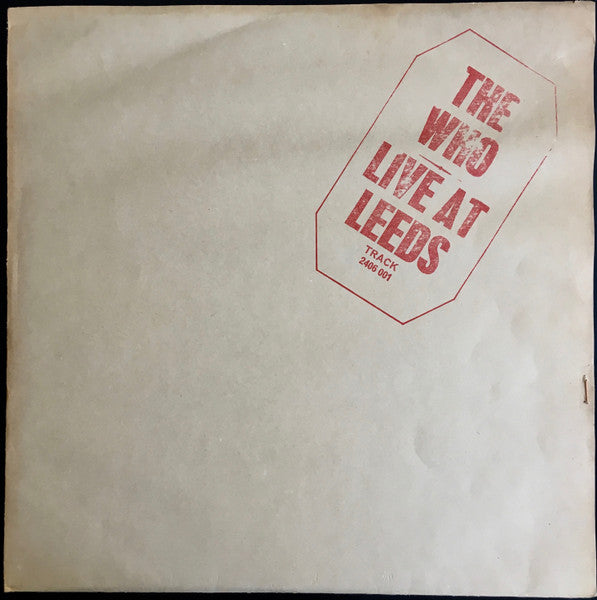 THE
WHO
LIVE AT
LEEDS
TRACK
2406 001